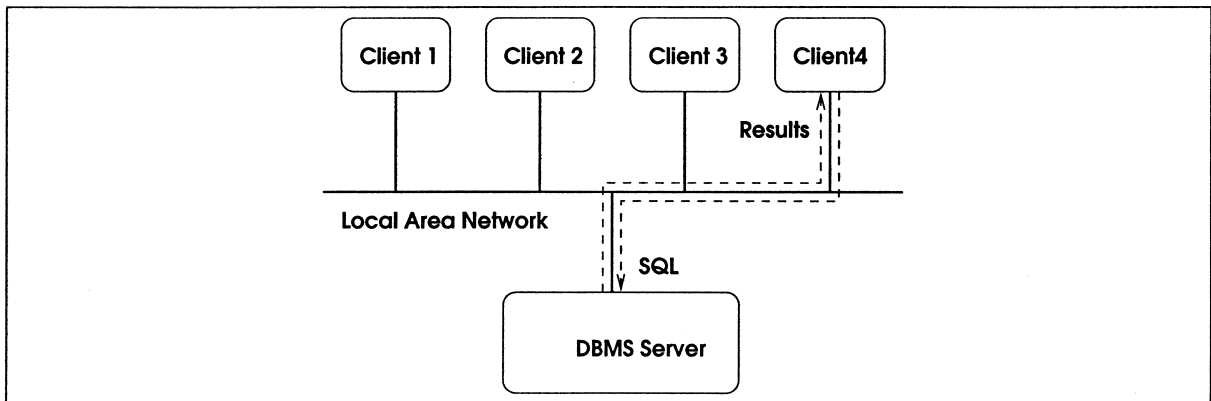 Client 1
Client 2
Client 3
Client4
Results
Local Area Network
SQL
DBMS Server